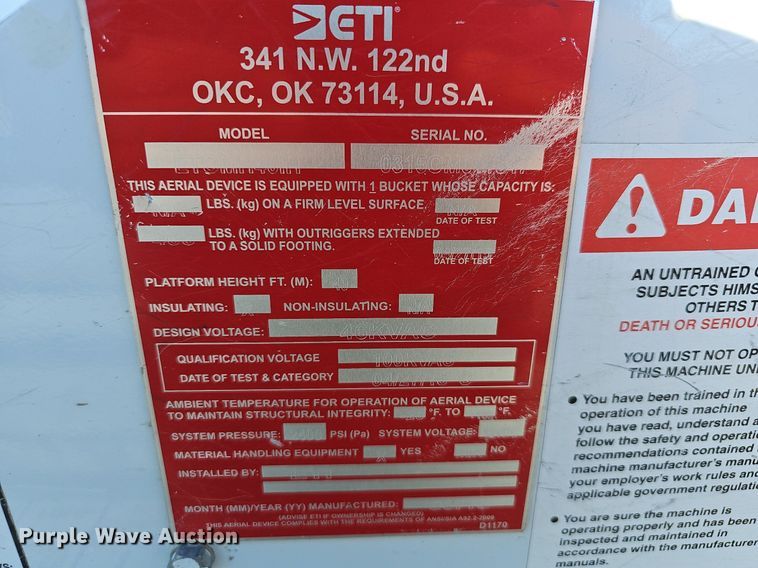 ETI
341 N.W. 122nd
OKC, OK 73114, U.S.A.
MODEL SERIAL NO.
THIS AERIAL DEVICE IS EQUIPPED WITH 1 BUCKET WHOSE CAPACITY IS:
LBS. (kg) ON A FIRM LEVEL SURFACE, N/A
DATE OF TEST
LBS. (kg) WITH OUTRIGGERS EXTENDED
TO A SOLID FOOTING.
DATE OF TEST
PLATFORM HEIGHT FT. (M):
INSULATING: X NON-INSULATING: N/A
DESIGN VOLTAGE: 46KVAC
QUALIFICATION VOLTAGE 100KVAC
DATE OF TEST & CATEGORY
AMBIENT TEMPERATURE FOR OPERATION OF AERIAL DEVICE
TO MAINTAIN STRUCTURAL INTEGRITY: °F. TO °F.
SYSTEM PRESSURE: PSI (Pa) SYSTEM VOLTAGE:
MATERIAL HANDLING EQUIPMENT X YES NO
INSTALLED BY: ETI
MONTH (MM)/YEAR (YY) MANUFACTURED:
(ADVISE ETI IF OWNERSHIP IS CHANGED)
THIS AERIAL DEVICE COMPLIES WITH THE REQUIREMENTS OF ANSI/SIA A92.2-2009
D1170
DA
AN UNTRAINED
SUBJECTS HIMS
OTHERS T
DEATH OR SERIOU
YOU MUST NOT OP
THIS MACHINE UN
• You have been trained in th
operation of this machine
you have read, understand a
follow the safety and operatio
recommendations contained
machine manufacturer's manu
your employer's work rules and
applicable government regulation
• You are sure the machine is
operating properly and has been
inspected and maintained in
accordance with the manufacturer
manuals.
Purple Wave Auction